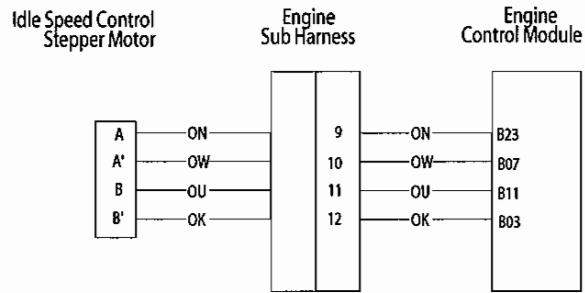 Idle Speed Control
Stepper Motor
Engine
Sub Harness
Engine
Control Module
A ON 9 ON B23
A' OW 10 OW B07
B OU 11 OU B11
B' OK 12 OK B03